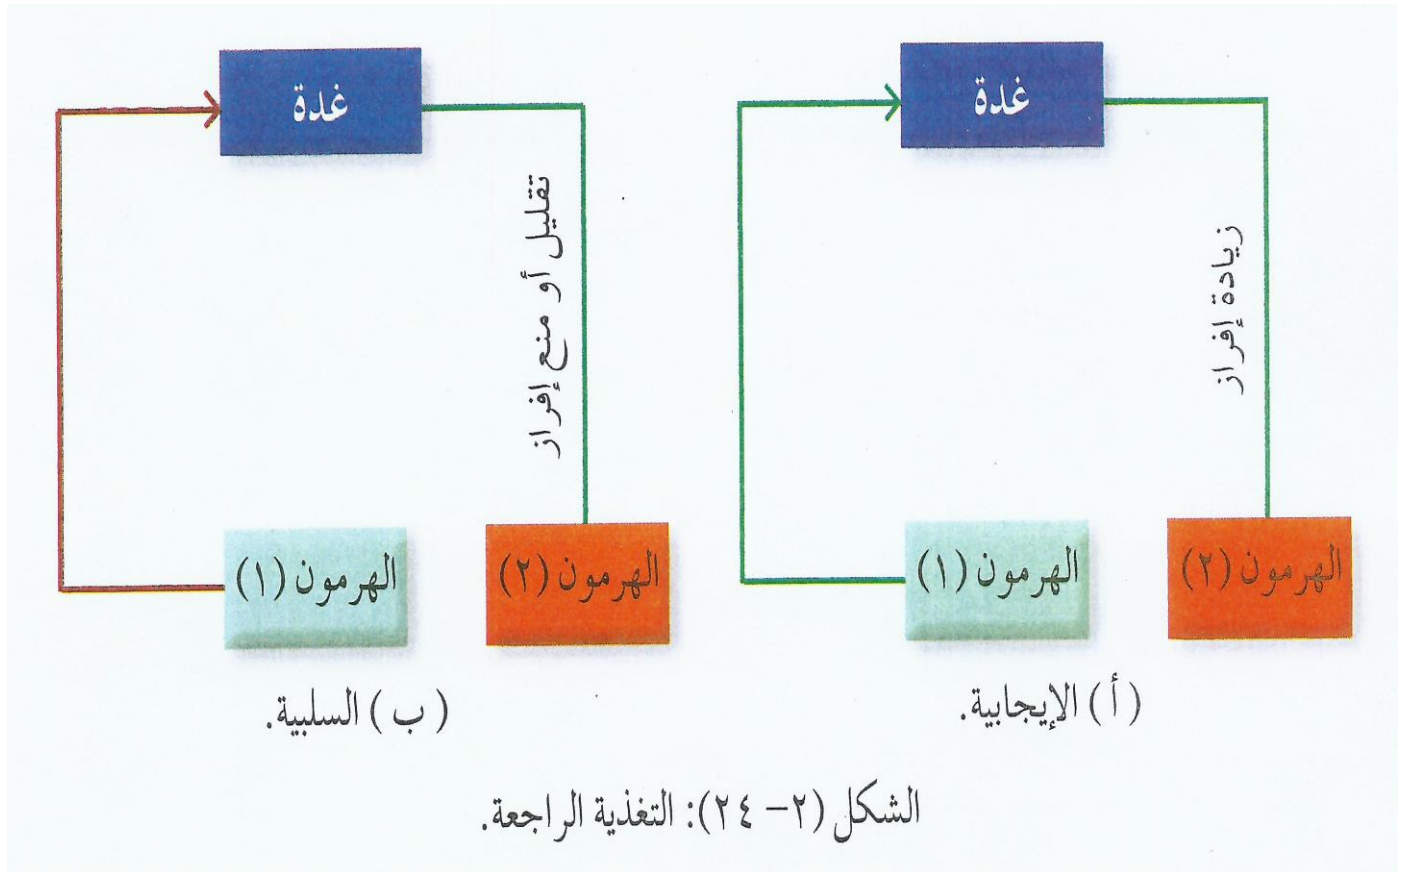 غدة
زيادة إفراز
الهرمون (١)
الهرمون (٢)
(أ) الإيجابية.
غدة
تقليل أو منع إفراز
الهرمون (١)
الهرمون (٢)
(ب) السلبية.
الشكل (٢-٢٤): التغذية الراجعة.